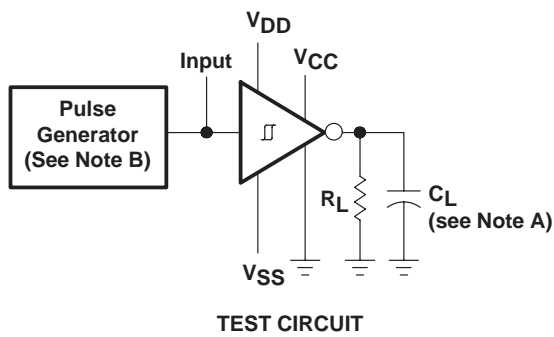 VDD
Input
VCC
Pulse
Generator
(See Note B)
RL
CL
(see Note A)
VSS
TEST CIRCUIT